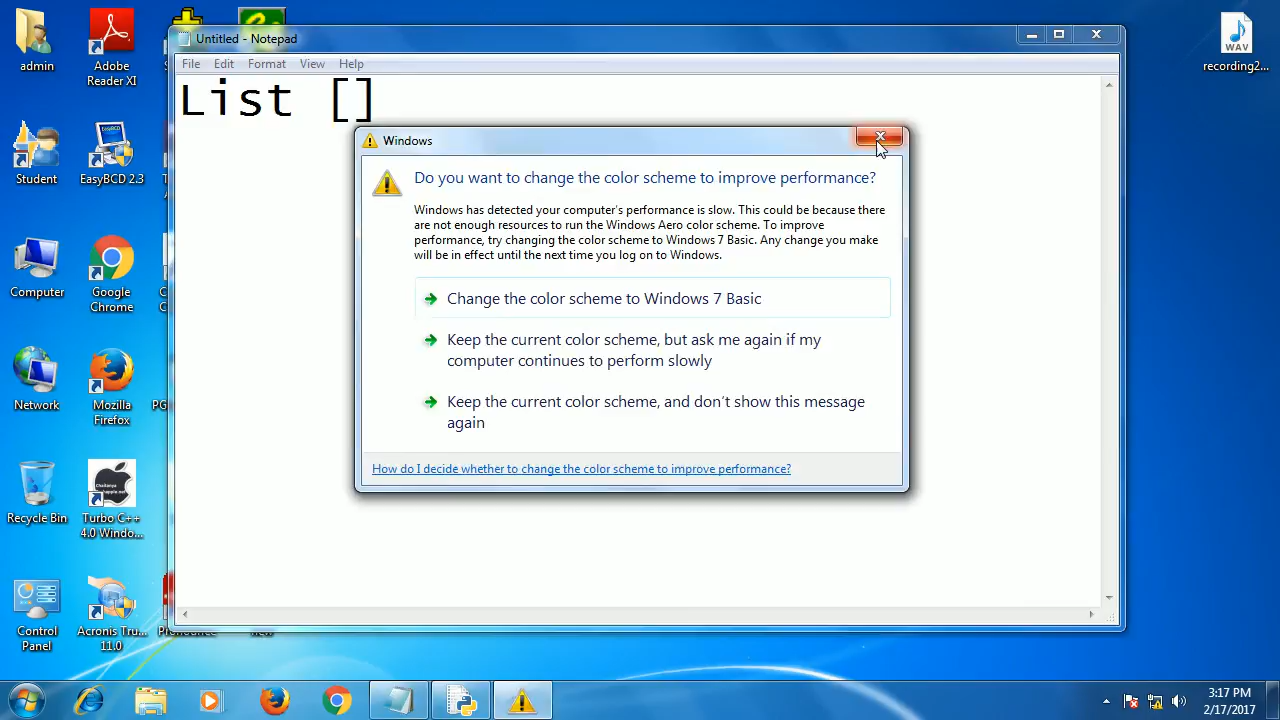 Untitled - Notepad
File Edit Format View Help
List []
Windows
Do you want to change the color scheme to improve performance?
Windows has detected your computer's performance is slow. This could be because there
are not enough resources to run the Windows Aero color scheme. To improve
performance, try changing the color scheme to Windows 7 Basic. Any change you make
will be in effect until the next time you log on to Windows.
Change the color scheme to Windows 7 Basic
Keep the current color scheme, but ask me again if my
computer continues to perform slowly
Keep the current color scheme, and don't show this message
again
How do I decide whether to change the color scheme to improve performance?
admin
Adobe
Reader XI
Student
EasyBCD 2.3
Computer
Google
Chrome
Network
Mozilla
Firefox
PG
Recycle Bin
Turbo C++
4.0 Windo...
Control
Panel
Acronis Tru...
11.0
recording2...
WAV
3:17 PM
2/17/2017